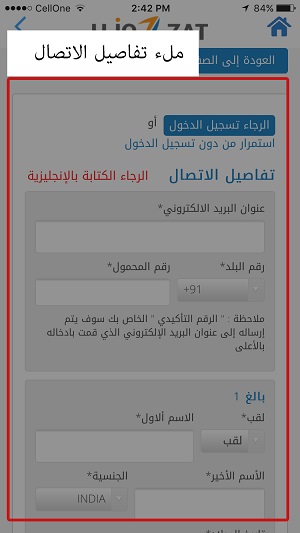 CellOne 2:42 PM 84%
ZAT
ملء تفاصيل الاتصال
العودة إلى الصف
الرجاء تسجيل الدخول أو
استمرار من دون تسجيل الدخول
تفاصيل الاتصال الرجاء الكتابة بالإنجليزية
عنوان البريد الالكتروني*
رقم البلد* رقم المحمول*
+91
ملاحظة : " الرقم التأكيدي " الخاص بك سوف يتم
إرساله إلى عنوان البريد الإلكتروني الذي قمت بادخاله
بالأعلى
بالغ 1
لقب* الاسم ألاول*
لقب
الأسم الأخير* الجنسية*
INDIA